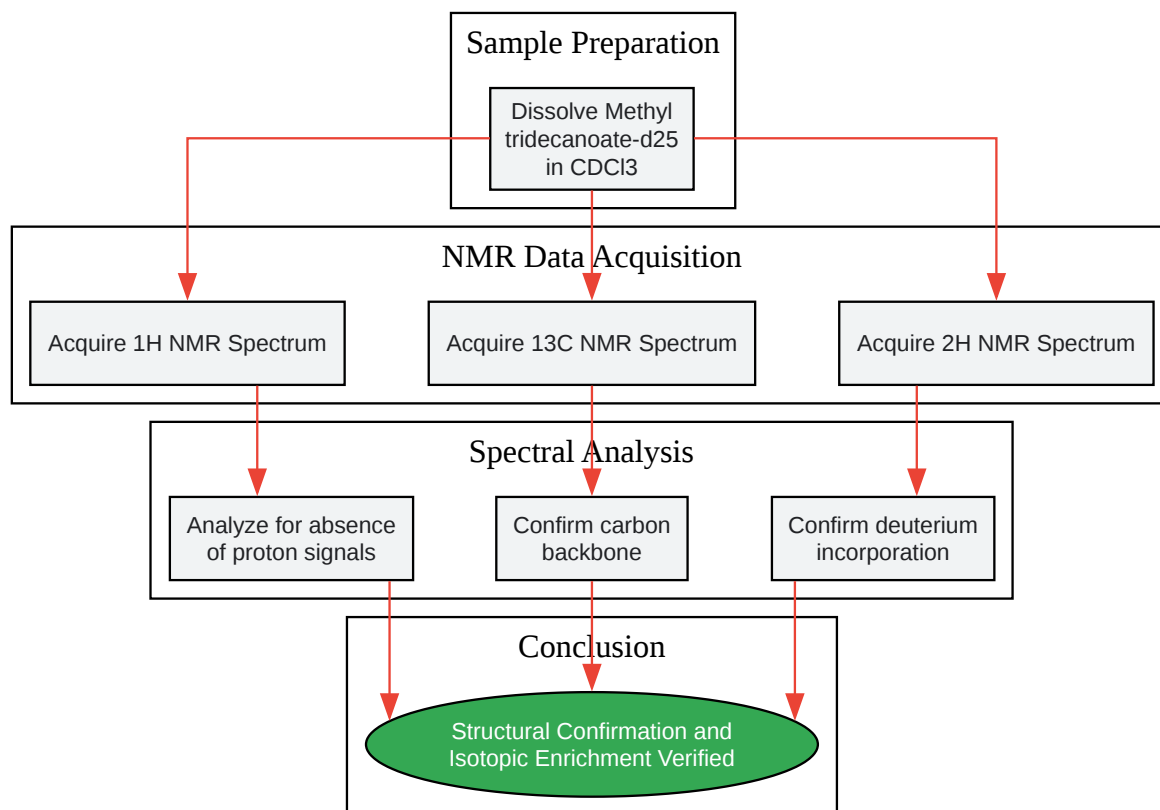 Sample Preparation
Dissolve Methyl
tridecanoate-d25
in CDCl3
NMR Data Acquisition
Acquire 1H NMR Spectrum
Acquire 13C NMR Spectrum
Acquire 2H NMR Spectrum
Spectral Analysis
Analyze for absence
of proton signals
Confirm carbon
backbone
Confirm deuterium
incorporation
Conclusion
Structural Confirmation and
Isotopic Enrichment Verified